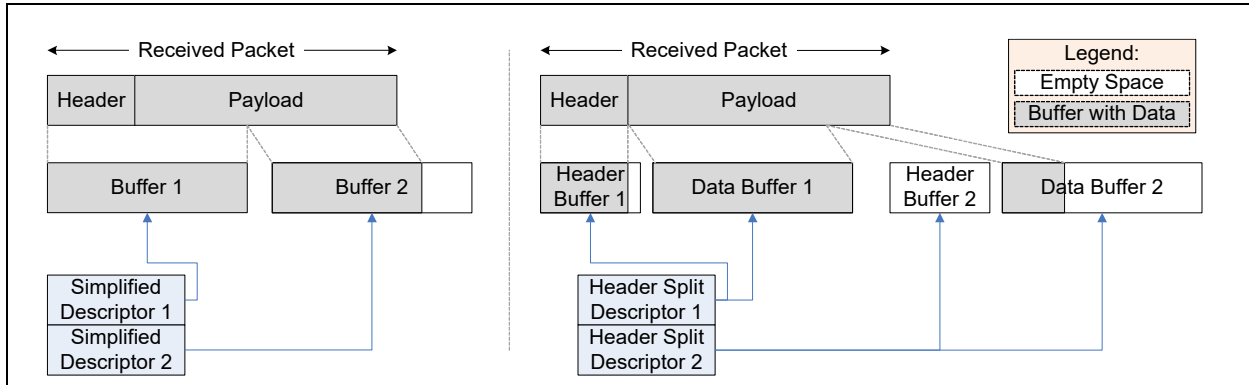 Received Packet
Header
Payload
Buffer 1
Buffer 2
Simplified
Descriptor 1
Simplified
Descriptor 2
Received Packet
Header
Payload
Header
Buffer 1
Data Buffer 1
Header
Buffer 2
Data Buffer 2
Header Split
Descriptor 1
Header Split
Descriptor 2
Legend:
Empty Space
Buffer with Data